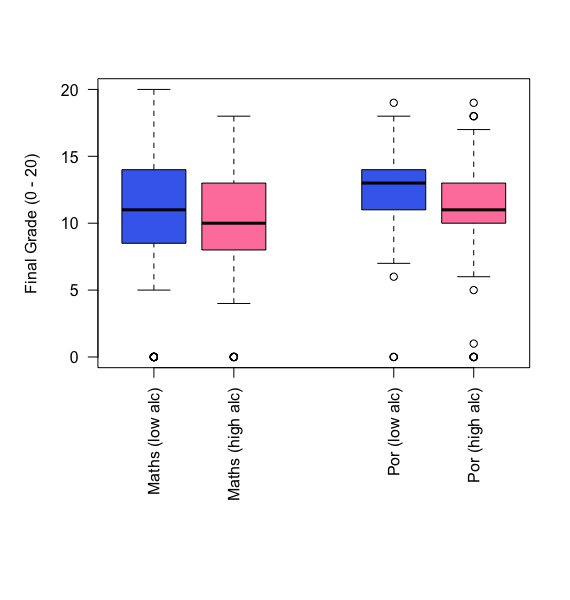 Final Grade (0 - 20)
20
15
10
5
0
Maths (low alc)
Maths (high alc)
Por (low alc)
Por (high alc)